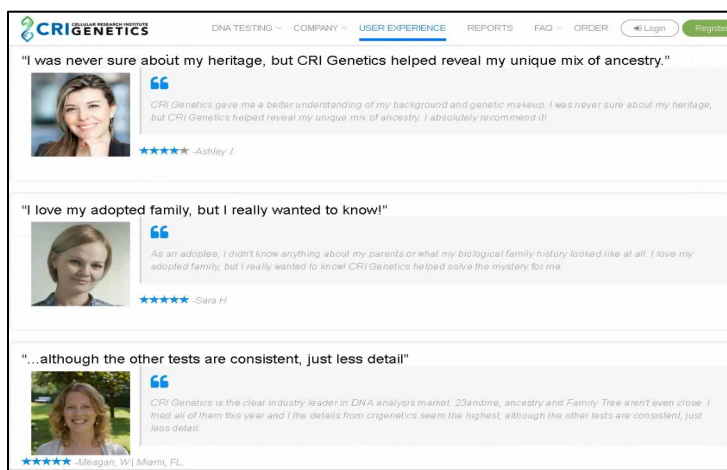 CRI GENETICS CELLULAR RESEARCH INSTITUTE
DNA TESTING COMPANY USER EXPERIENCE REPORTS FAQ ORDER Login Register
“I was never sure about my heritage, but CRI Genetics helped reveal my unique mix of ancestry.”
CRI Genetics gave me a better understanding of my background and genetic makeup. I was never sure about my heritage,
but CRI Genetics helped reveal my unique mix of ancestry. I absolutely recommend it!
★★★★★ -Ashley J
“I love my adopted family, but I really wanted to know!”
As an adoptee, I didn't know anything about my parents or what my biological family history looked like at all. I love my
adopted family, but I really wanted to know! CRI Genetics helped solve the mystery for me.
★★★★★ -Sara H
“...although the other tests are consistent, just less detail”
CRI Genetics is the clear industry leader in DNA analysis market. 23andme, ancestry and Family Tree aren't even close. I
tried all of them this year and I the details from crigenetics seem the highest, although the other tests are consistent, just
less detail.
★★★★★ -Meagan, W | Miami, FL.